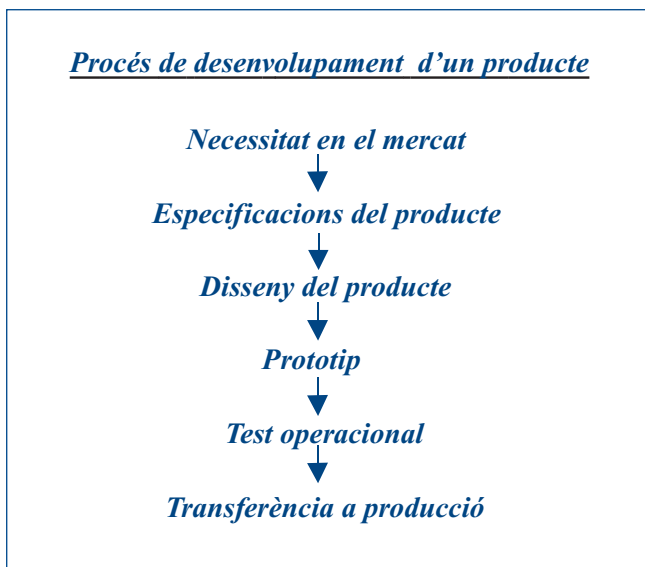 Procés de desenvolupament d’un producte
Necessitat en el mercat
Especificacions del producte
Disseny del producte
Prototip
Test operacional
Transferència a producció